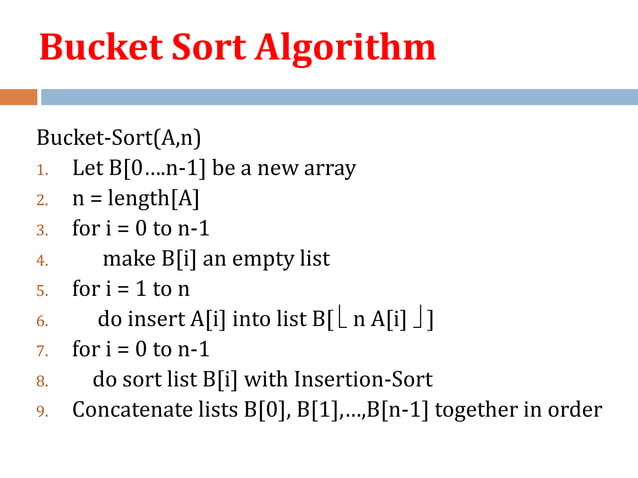 Bucket Sort Algorithm
Bucket-Sort(A,n)
1. Let B[0….n-1] be a new array
2. n = length[A]
3. for i = 0 to n-1
4. make B[i] an empty list
5. for i = 1 to n
6. do insert A[i] into list B[⌊ n A[i] ⌋]
7. for i = 0 to n-1
8. do sort list B[i] with Insertion-Sort
9. Concatenate lists B[0], B[1],…,B[n-1] together in order